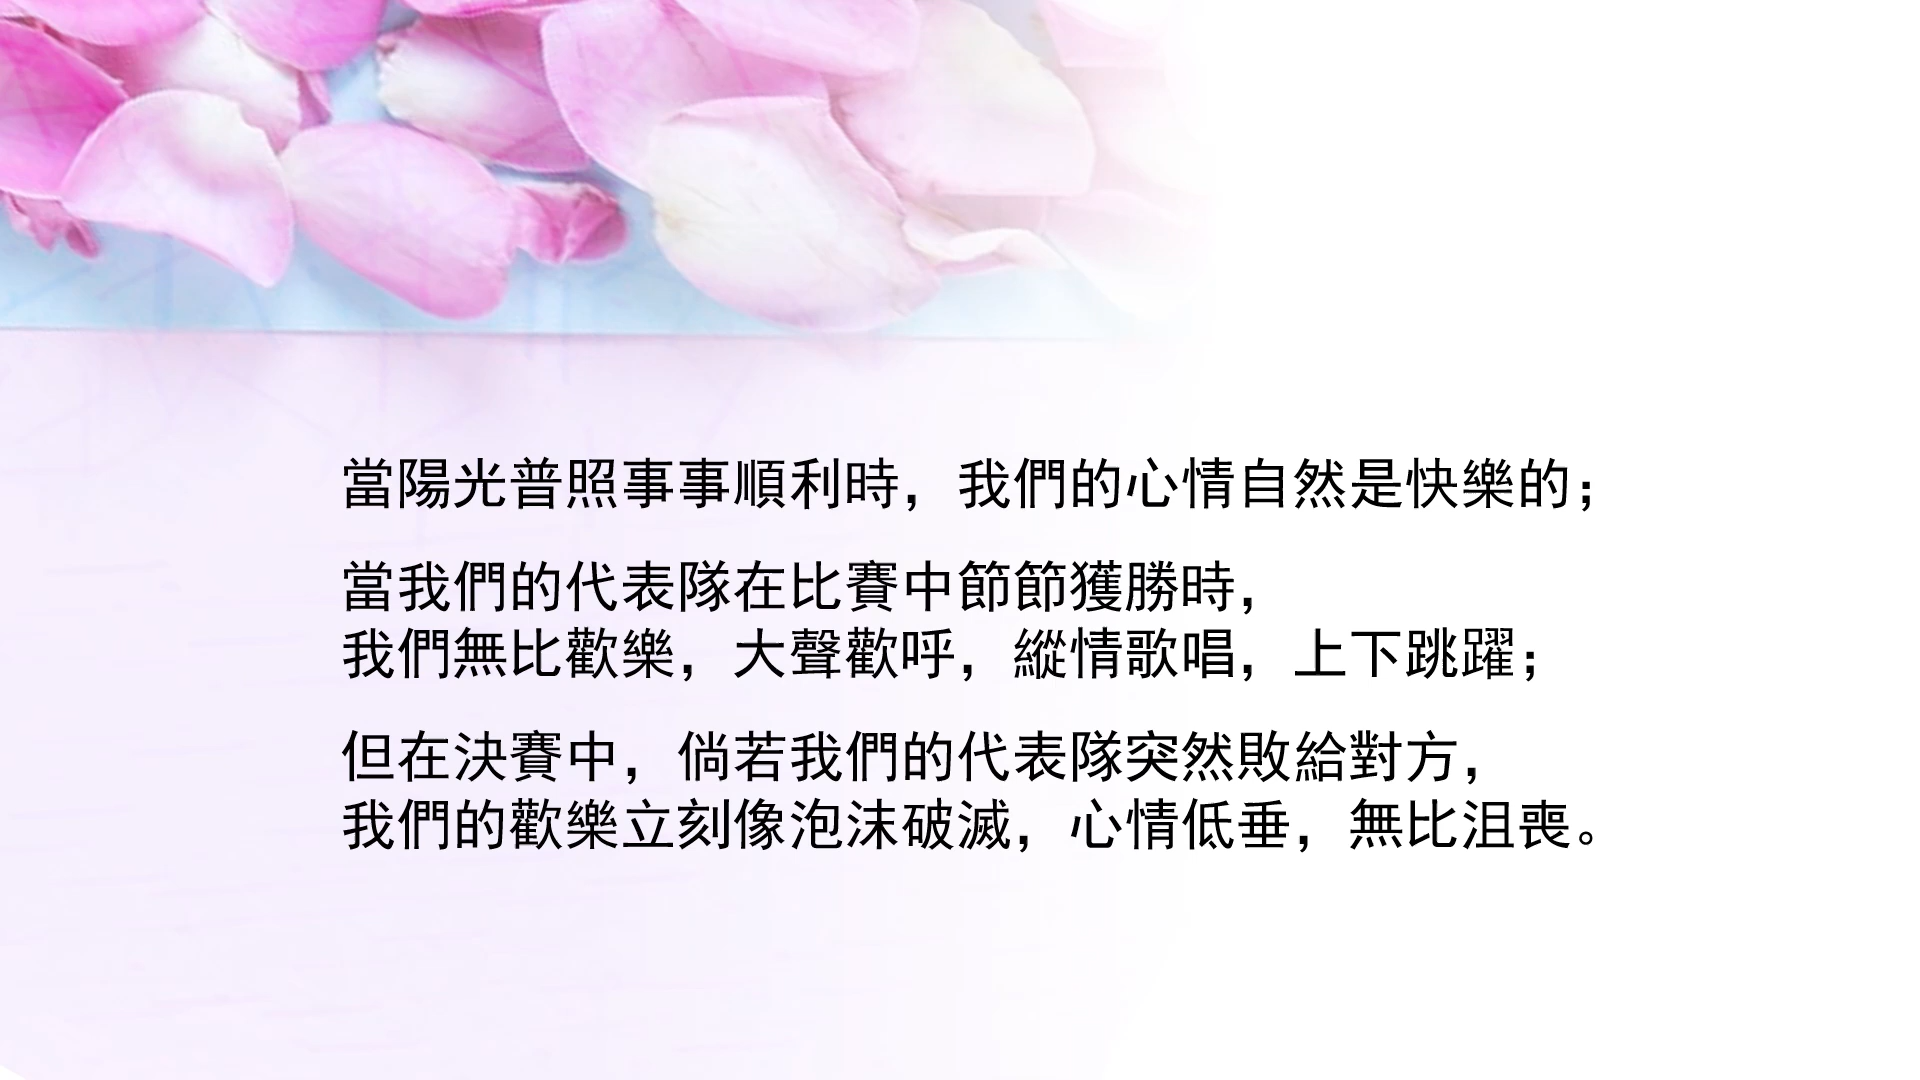 當陽光普照事事順利時，我們的心情自然是快樂的；
當我們的代表隊在比賽中節節獲勝時，
我們無比歡樂，大聲歡呼，縱情歌唱，上下跳躍；
但在決賽中，倘若我們的代表隊突然敗給對方，
我們的歡樂立刻像泡沫破滅，心情低垂，無比沮喪。